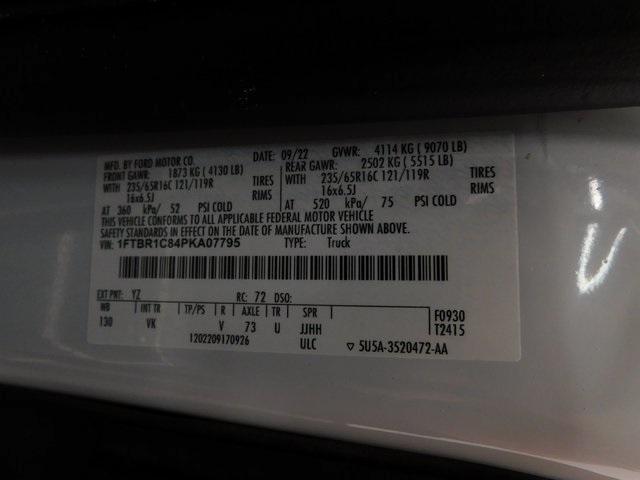 MFD. BY FORD MOTOR CO. DATE: 09/22 GVWR: 4114 KG ( 9070 LB)
FRONT GAWR: 1873 KG ( 4130 LB) REAR GAWR: 2502 KG ( 5515 LB)
WITH 235/65R16C 121/119R TIRES WITH 235/65R16C 121/119R TIRES
16x6.5J RIMS 16x6.5J RIMS
AT 360 kPa/ 52 PSI COLD AT 520 kPa/ 75 PSI COLD
THIS VEHICLE CONFORMS TO ALL APPLICABLE FEDERAL MOTOR VEHICLE
SAFETY STANDARDS IN EFFECT ON THE DATE OF MANUFACTURE SHOWN ABOVE.
VIN: 1FTBR1C84PKA07795 TYPE: Truck
EXT PNT: YZ RC: 72 DSO:
WB INT TR TP/PS R AXLE TR SPR F0930
130 VK V 73 U JJHH T2415
1202209170926 ULC ▽ 5U5A-3520472-AA